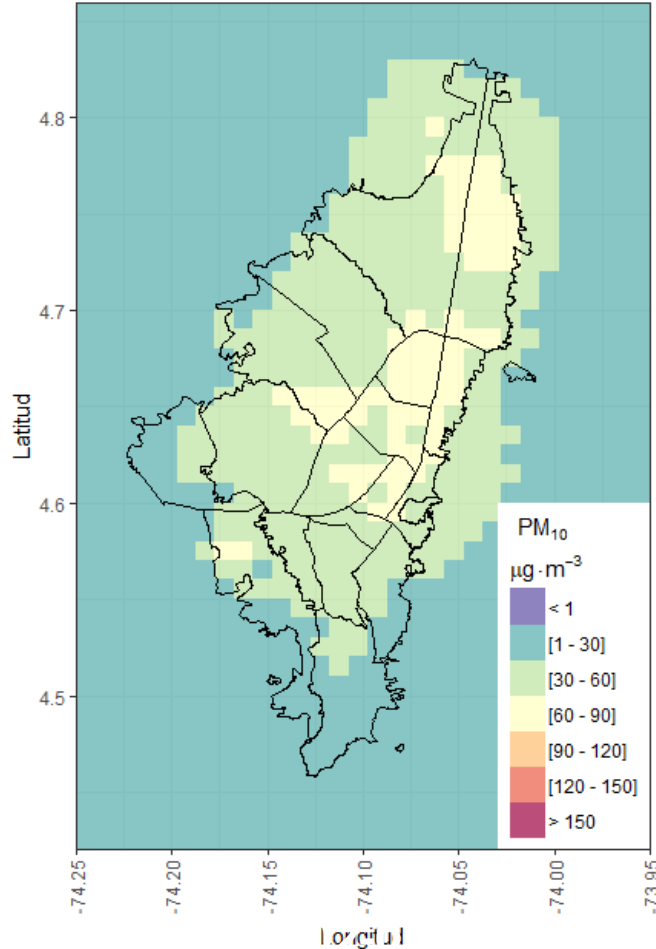 4.8
4.7
4.6
4.5
Latitud
PM₁₀
μg·m⁻³
< 1
[1 - 30]
[30 - 60]
[60 - 90]
[90 - 120]
[120 - 150]
> 150
-74.25
-74.20
-74.15
-74.10
-74.05
-74.00
-73.95
Longitud